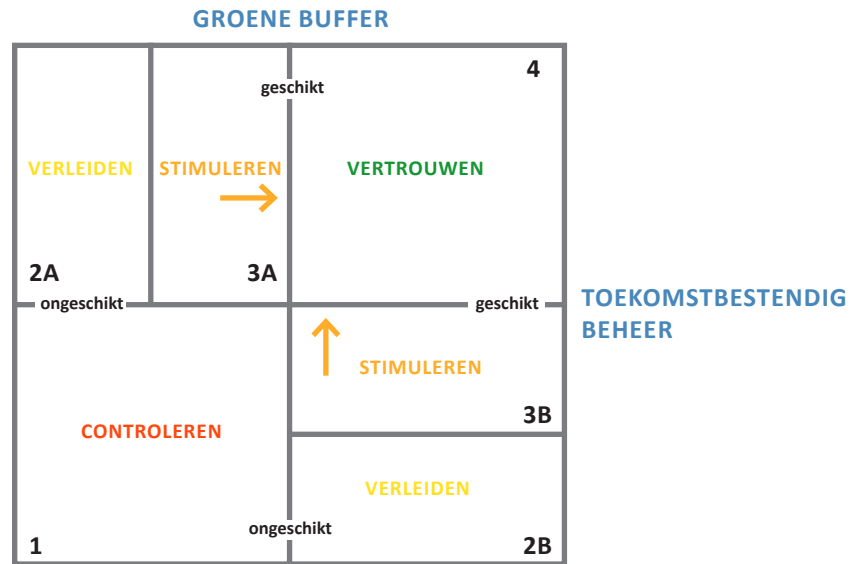 GROENE BUFFER
4
geschikt
VERLEIDEN
STIMULEREN
VERTROUWEN
2A
3A
ongeschikt
geschikt
TOEKOMSTBESTENDIG
BEHEER
STIMULEREN
3B
CONTROLEREN
VERLEIDEN
ongeschikt
1
2B